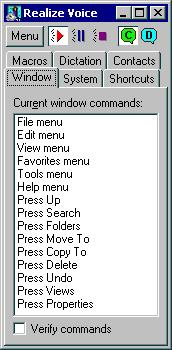 Realize Voice
Menu C D
Macros Dictation Contacts
Window System Shortcuts
Current window commands:
File menu
Edit menu
View menu
Favorites menu
Tools menu
Help menu
Press Up
Press Search
Press Folders
Press Move To
Press Copy To
Press Delete
Press Undo
Press Views
Press Properties
Verify commands